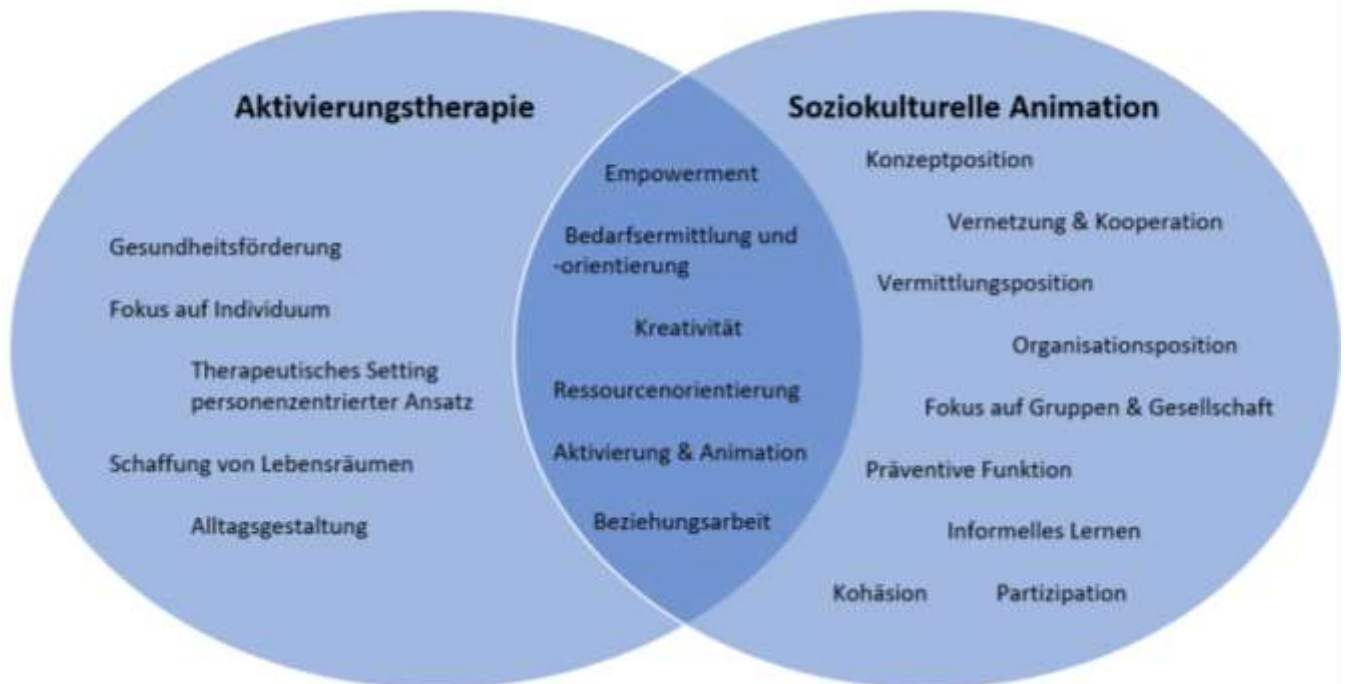 Aktivierungstherapie
Gesundheitsförderung
Fokus auf Individuum
Therapeutisches Setting
personenzentrierter Ansatz
Schaffung von Lebensräumen
Alltagsgestaltung
Empowerment
Bedarfsermittlung und
-orientierung
Kreativität
Ressourcenorientierung
Aktivierung & Animation
Beziehungsarbeit
Soziokulturelle Animation
Konzeptposition
Vernetzung & Kooperation
Vermittlungsposition
Organisationsposition
Fokus auf Gruppen & Gesellschaft
Präventive Funktion
Informelles Lernen
Kohäsion Partizipation